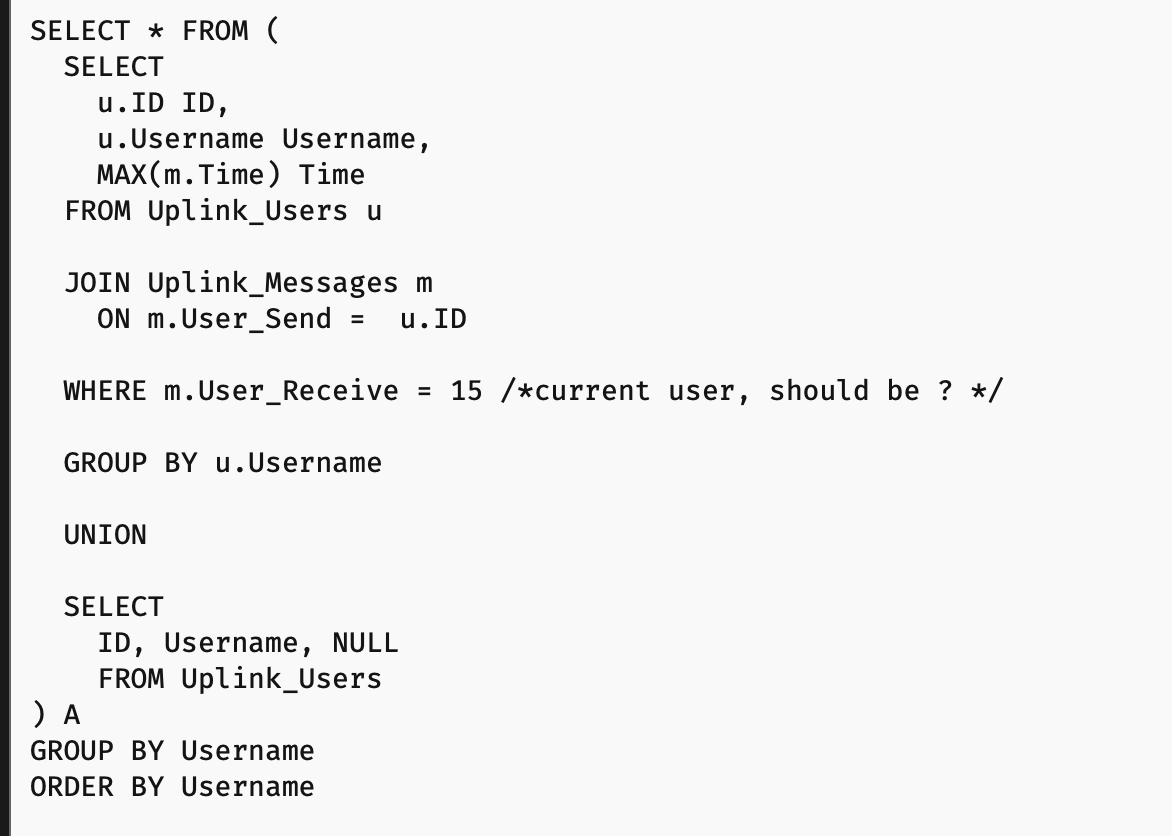 SELECT * FROM (
  SELECT
    u.ID ID,
    u.Username Username,
    MAX(m.Time) Time
  FROM Uplink_Users u

  JOIN Uplink_Messages m
    ON m.User_Send =  u.ID

  WHERE m.User_Receive = 15 /*current user, should be ? */

  GROUP BY u.Username

  UNION

  SELECT
    ID, Username, NULL
    FROM Uplink_Users
) A
GROUP BY Username
ORDER BY Username